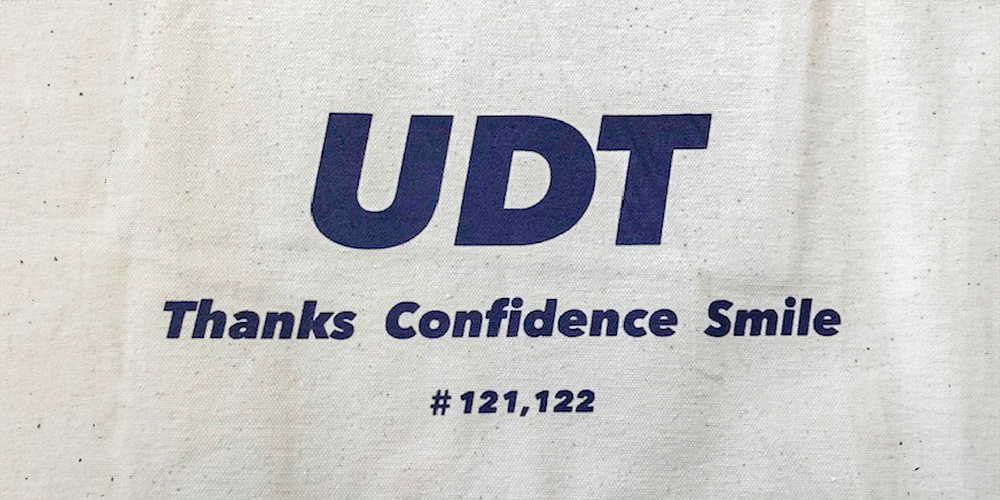 UDT
Thanks Confidence Smile
#121,122